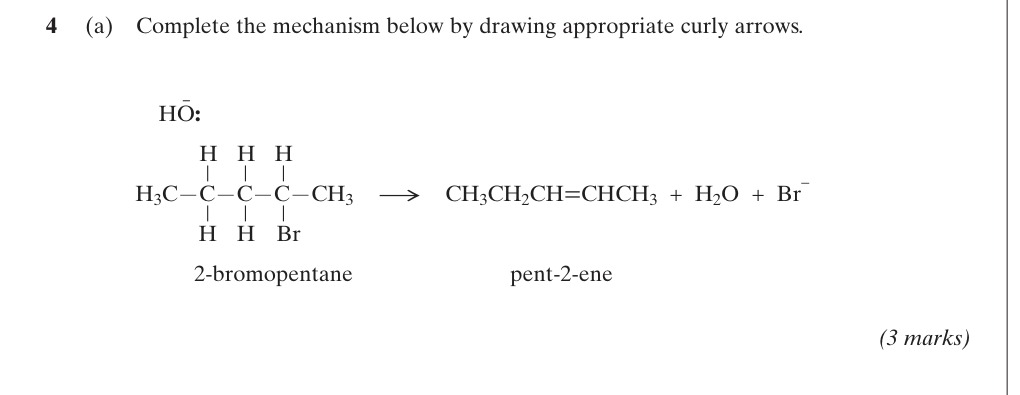 4 (a) Complete the mechanism below by drawing appropriate curly arrows.
HŌ:
H H H
H₃C–C–C–C–CH₃ ⟶ CH₃CH₂CH=CHCH₃ + H₂O + Br⁻
H H Br
2-bromopentane pent-2-ene
(3 marks)